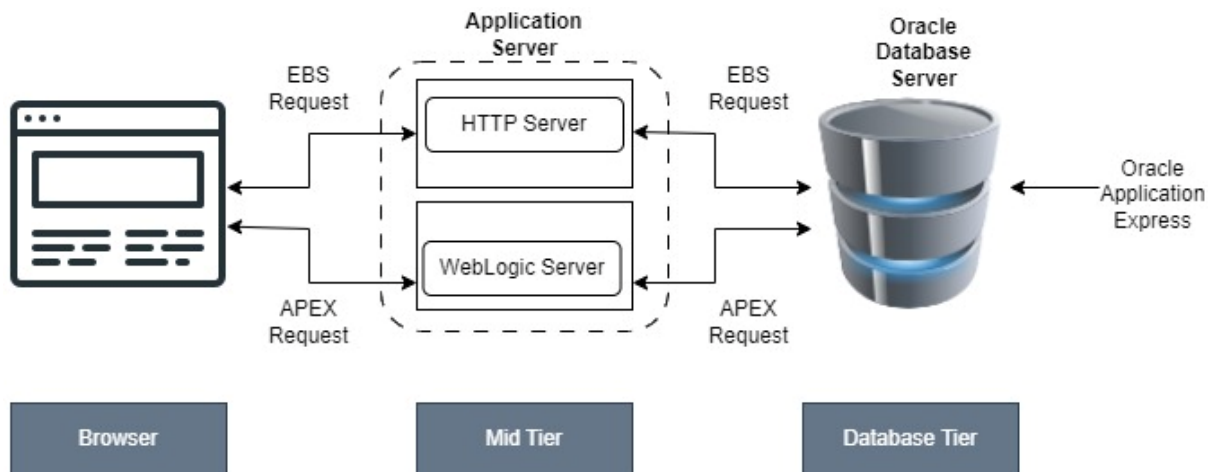 Application
Server
Oracle
Database
Server
EBS
Request
EBS
Request
HTTP Server
Oracle
Application
Express
WebLogic Server
APEX
Request
APEX
Request
Browser
Mid Tier
Database Tier